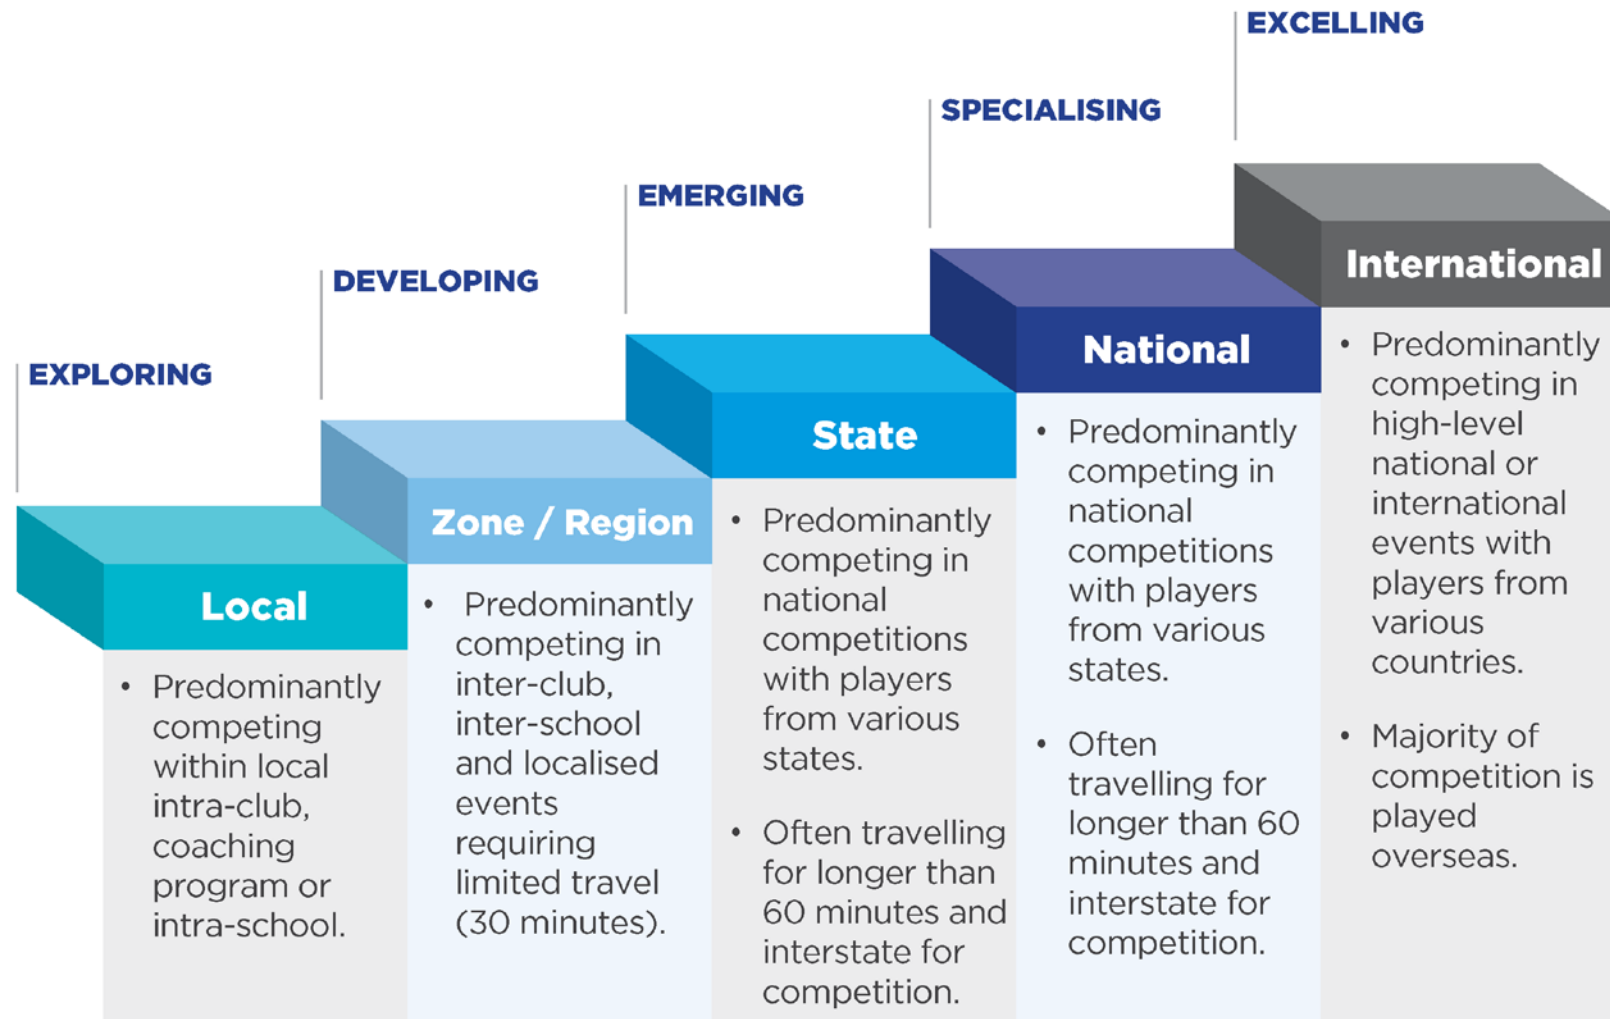 EXPLORING
Local
• Predominantly
competing
within local
intra-club,
coaching
program or
intra-school.
DEVELOPING
Zone / Region
• Predominantly
competing in
inter-club,
inter-school
and localised
events
requiring
limited travel
(30 minutes).
EMERGING
State
• Predominantly
competing in
national
competitions
with players
from various
states.
• Often travelling
for longer than
60 minutes and
interstate for
competition.
SPECIALISING
National
• Predominantly
competing in
national
competitions
with players
from various
states.
• Often
travelling for
longer than 60
minutes and
interstate for
competition.
EXCELLING
International
• Predominantly
competing in
high-level
national or
international
events with
players from
various
countries.
• Majority of
competition is
played
overseas.